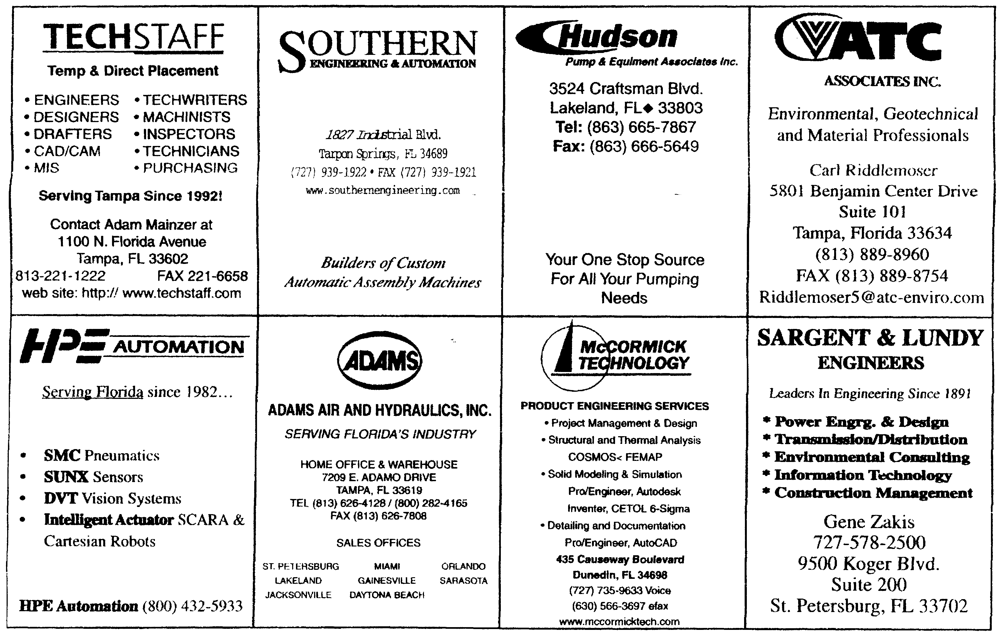 TECHSTAFF
Temp & Direct Placement
• ENGINEERS • TECHWRITERS
• DESIGNERS • MACHINISTS
• DRAFTERS • INSPECTORS
• CAD/CAM • TECHNICIANS
• MIS • PURCHASING
Serving Tampa Since 1992!
Contact Adam Mainzer at
1100 N. Florida Avenue
Tampa, FL 33602
813-221-1222 FAX 221-6658
web site: http:// www.techstaff.com
SOUTHERN
ENGINEERING & AUTOMATION
1827 Industrial Blvd.
Tarpon Springs, FL 34689
(727) 939-1922 • FAX (727) 939-1921
www.southernengineering.com
Builders of Custom
Automatic Assembly Machines
Hudson
Pump & Equiment Associates Inc.
3524 Craftsman Blvd.
Lakeland, FL◆ 33803
Tel: (863) 665-7867
Fax: (863) 666-5649
Your One Stop Source
For All Your Pumping
Needs
ATC
ASSOCIATES INC.
Environmental, Geotechnical
and Material Professionals
Carl Riddlemoser
5801 Benjamin Center Drive
Suite 101
Tampa, Florida 33634
(813) 889-8960
FAX (813) 889-8754
Riddlemoser5@atc-enviro.com
HPE AUTOMATION
Serving Florida since 1982...
• SMC Pneumatics
• SUNX Sensors
• DVT Vision Systems
• Intelligent Actuator SCARA &
Cartesian Robots
HPE Automation (800) 432-5933
ADAMS
ADAMS AIR AND HYDRAULICS, INC.
SERVING FLORIDA'S INDUSTRY
HOME OFFICE & WAREHOUSE
7209 E. ADAMO DRIVE
TAMPA, FL 33619
TEL (813) 626-4128 / (800) 282-4165
FAX (813) 626-7808
SALES OFFICES
ST. PETERSBURG MIAMI ORLANDO
LAKELAND GAINESVILLE SARASOTA
JACKSONVILLE DAYTONA BEACH
McCORMICK
TECHNOLOGY
PRODUCT ENGINEERING SERVICES
• Project Management & Design
• Structural and Thermal Analysis
COSMOS< FEMAP
• Solid Modeling & Simulation
Pro/Engineer, Autodesk
Inventer, CETOL 6-Sigma
• Detailing and Documentation
Pro/Engineer, AutoCAD
435 Causeway Boulevard
Dunedin, FL 34698
(727) 735-9633 Voice
(630) 566-3697 efax
www.mccormicktech.com
SARGENT & LUNDY
ENGINEERS
Leaders In Engineering Since 1891
* Power Engrg. & Design
* Transmission/Distribution
* Environmental Consulting
* Information Technology
* Construction Management
Gene Zakis
727-578-2500
9500 Koger Blvd.
Suite 200
St. Petersburg, FL 33702